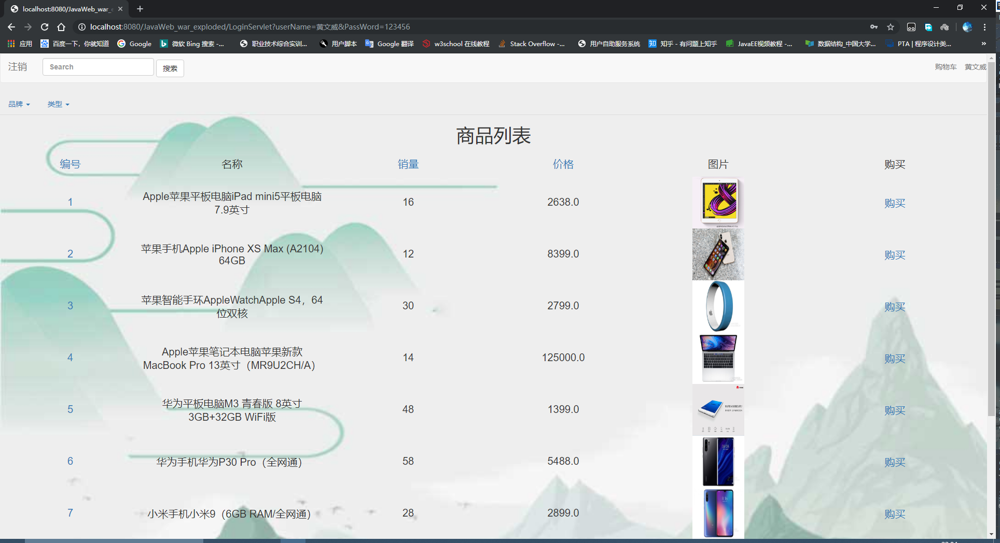 localhost:8080/JavaWeb_war_e
localhost:8080/JavaWeb_war_exploded/LoginServlet?userName=黄文威&PassWord=123456
应用 百度一下，你就知道 Google 微软 Bing 搜索 -... 职业技术综合实训... 用户脚本 Google 翻译 w3school 在线教程 Stack Overflow -... 用户自助服务系统 知乎 - 有问题上知乎 JavaEE视频教程 -... 数据结构_中国大学... PTA | 程序设计类... »
注销 Search 搜索 购物车 黄文威
品牌 类型
商品列表
编号 名称 销量 价格 图片 购买
1 Apple苹果平板电脑iPad mini5平板电脑 16 2638.0 购买
7.9英寸
2 苹果手机Apple iPhone XS Max (A2104) 12 8399.0 购买
64GB
3 苹果智能手环AppleWatchApple S4，64 30 2799.0 购买
位双核
4 Apple苹果笔记本电脑苹果新款 14 125000.0 购买
MacBook Pro 13英寸（MR9U2CH/A）
5 华为平板电脑M3 青春版 8英寸 48 1399.0 购买
3GB+32GB WiFi版
6 华为手机华为P30 Pro（全网通） 58 5488.0 购买
7 小米手机小米9（6GB RAM/全网通） 28 2899.0 购买